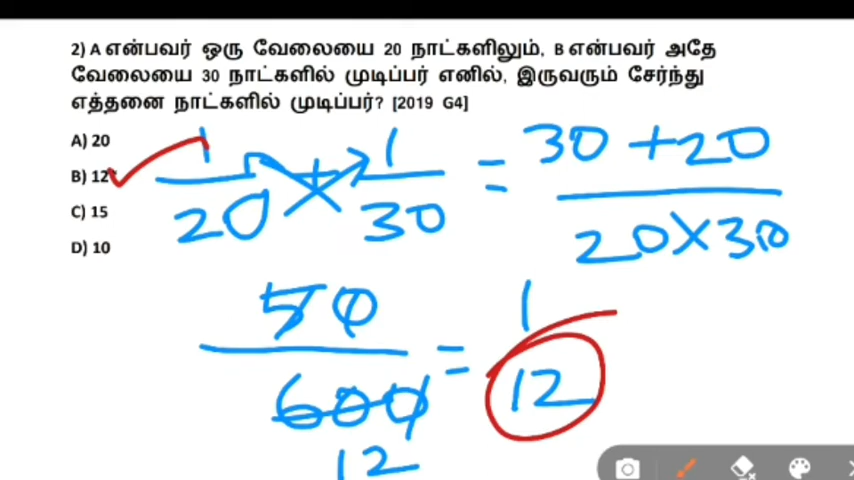 2) A என்பவர் ஒரு வேலையை 20 நாட்களிலும், B என்பவர் அதே
வேலையை 30 நாட்களில் முடிப்பர் எனில், இருவரும் சேர்ந்து
எத்தனை நாட்களில் முடிப்பர்? [2019 G4]
A) 20
B) 12
C) 15
D) 10
1/20 + 1/30 = 30+20/20×30
50/600 = 1/12
12